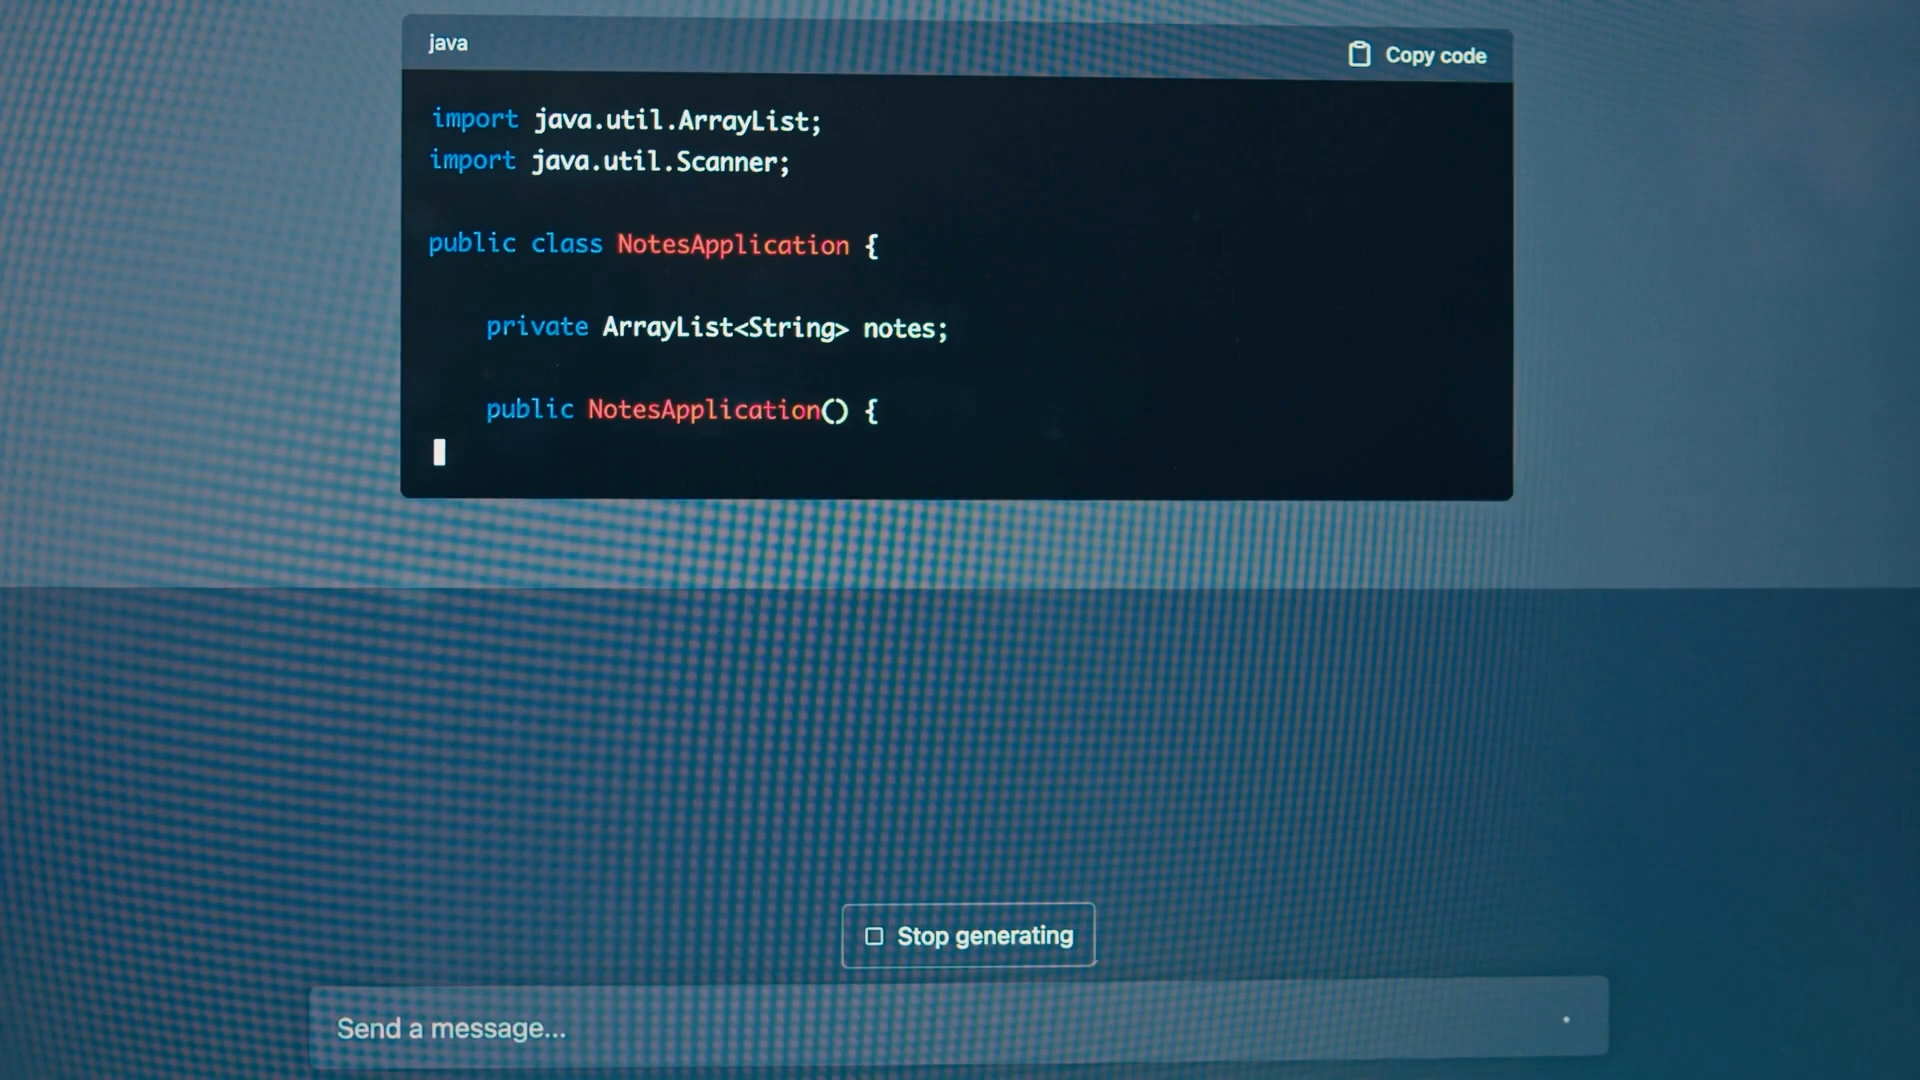 java
Copy code
import java.util.ArrayList;
import java.util.Scanner;
public class NotesApplication {
private ArrayList<String> notes;
public NotesApplication() {
Stop generating
Send a message...